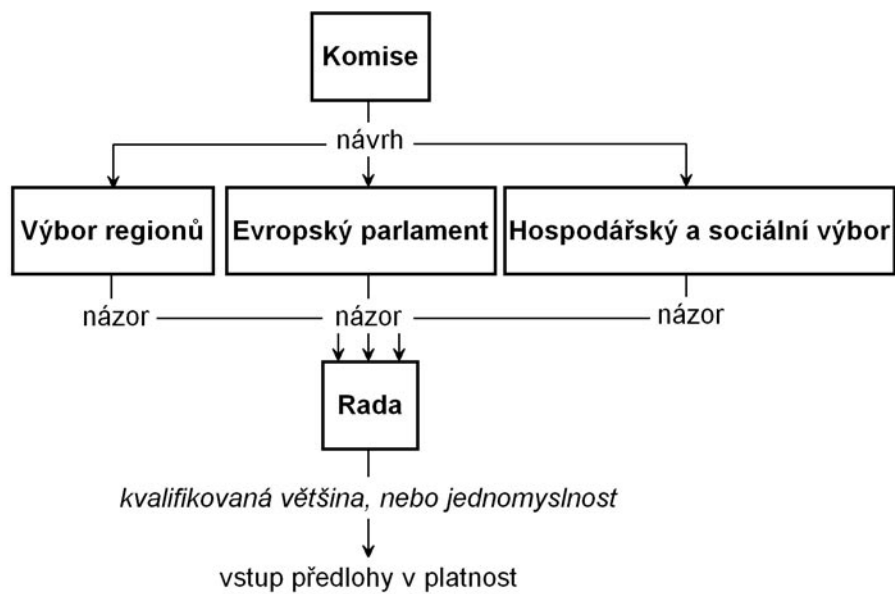 Komise
návrh
Výbor regionů
Evropský parlament
Hospodářský a sociální výbor
názor
názor
názor
Rada
kvalifikovaná většina, nebo jednomyslnost
vstup předlohy v platnost